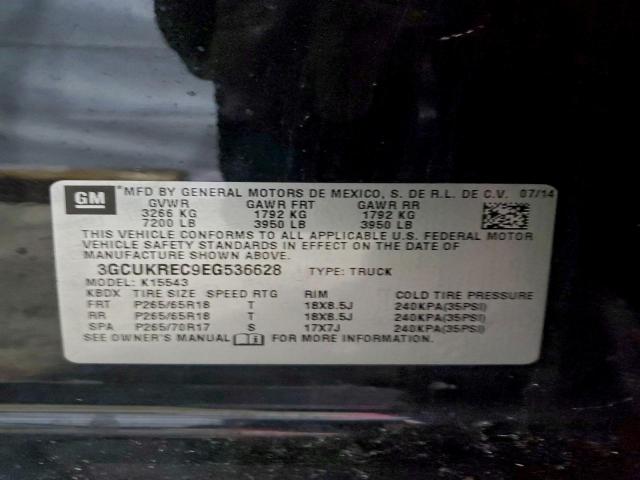 GM *MFD BY GENERAL MOTORS DE MEXICO, S. DE R.L. DE C.V. 07/14
GVWR GAWR FRT GAWR RR
3266 KG 1792 KG 1792 KG
7200 LB 3950 LB 3950 LB
THIS VEHICLE CONFORMS TO ALL APPLICABLE U.S. FEDERAL MOTOR
VEHICLE SAFETY STANDARDS IN EFFECT ON THE DATE OF
MANUFACTURE SHOWN ABOVE.
3GCUKREC9EG536628 TYPE: TRUCK
MODEL: K15543
KBDX TIRE SIZE SPEED RTG RIM COLD TIRE PRESSURE
FRT P265/65R18 T 18X8.5J 240KPA(35PSI)
RR P265/65R18 T 18X8.5J 240KPA(35PSI)
SPA P265/70R17 S 17X7J 240KPA(35PSI)
SEE OWNER'S MANUAL FOR MORE INFORMATION.